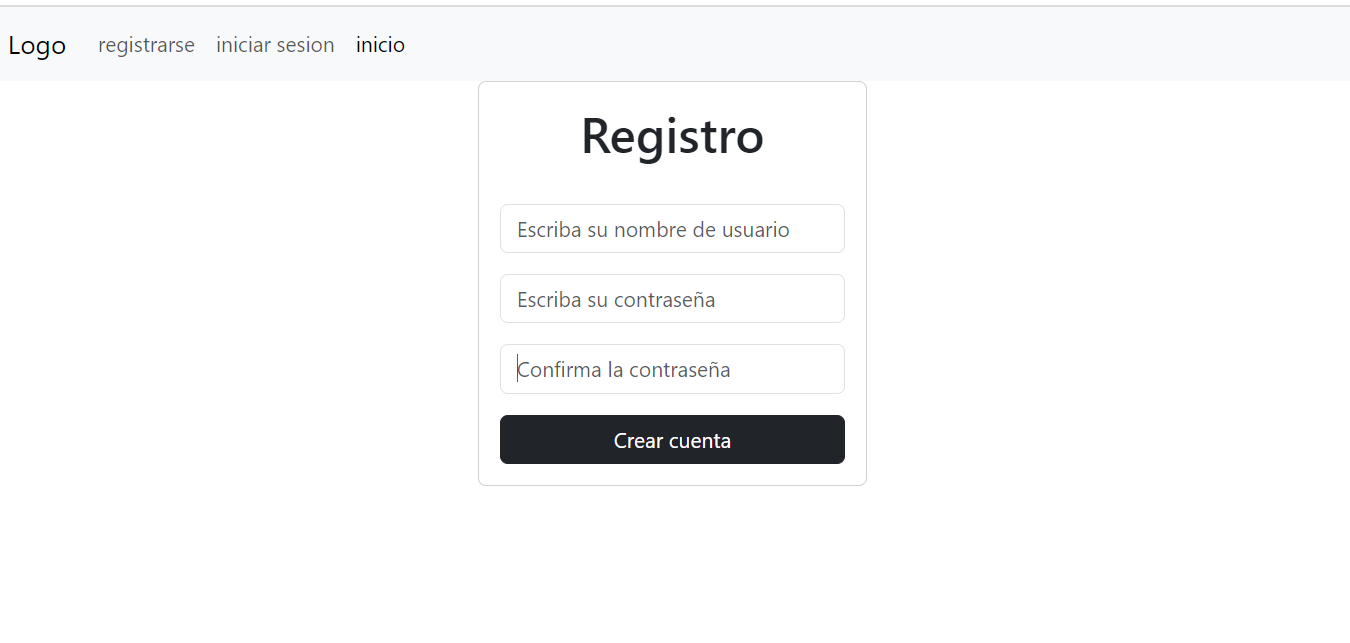 Logo registrarse iniciar sesion inicio
Registro
Escriba su nombre de usuario
Escriba su contraseña
Confirma la contraseña
Crear cuenta